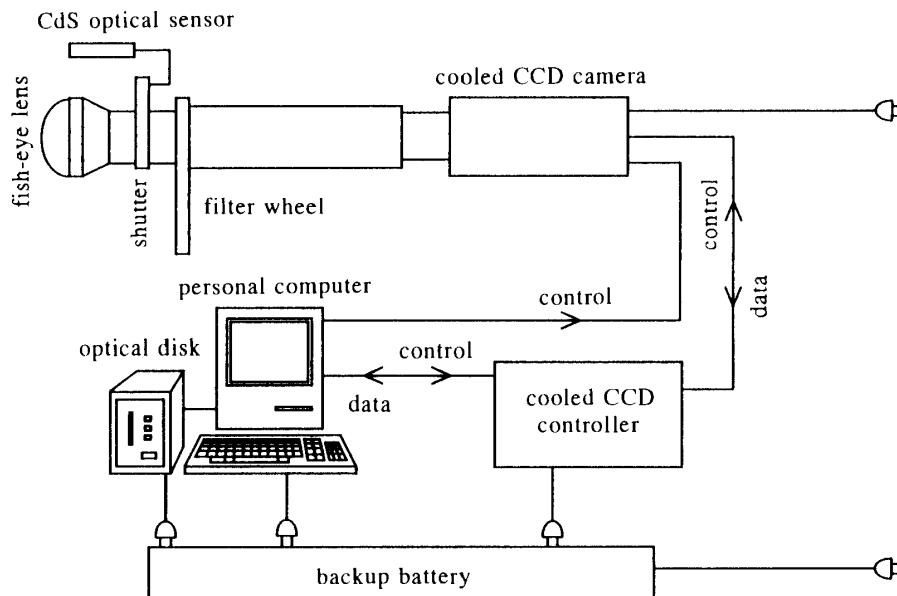 CdS optical sensor
cooled CCD camera
fish-eye lens
shutter
filter wheel
control
data
personal computer
control
optical disk
control
data
cooled CCD
controller
backup battery